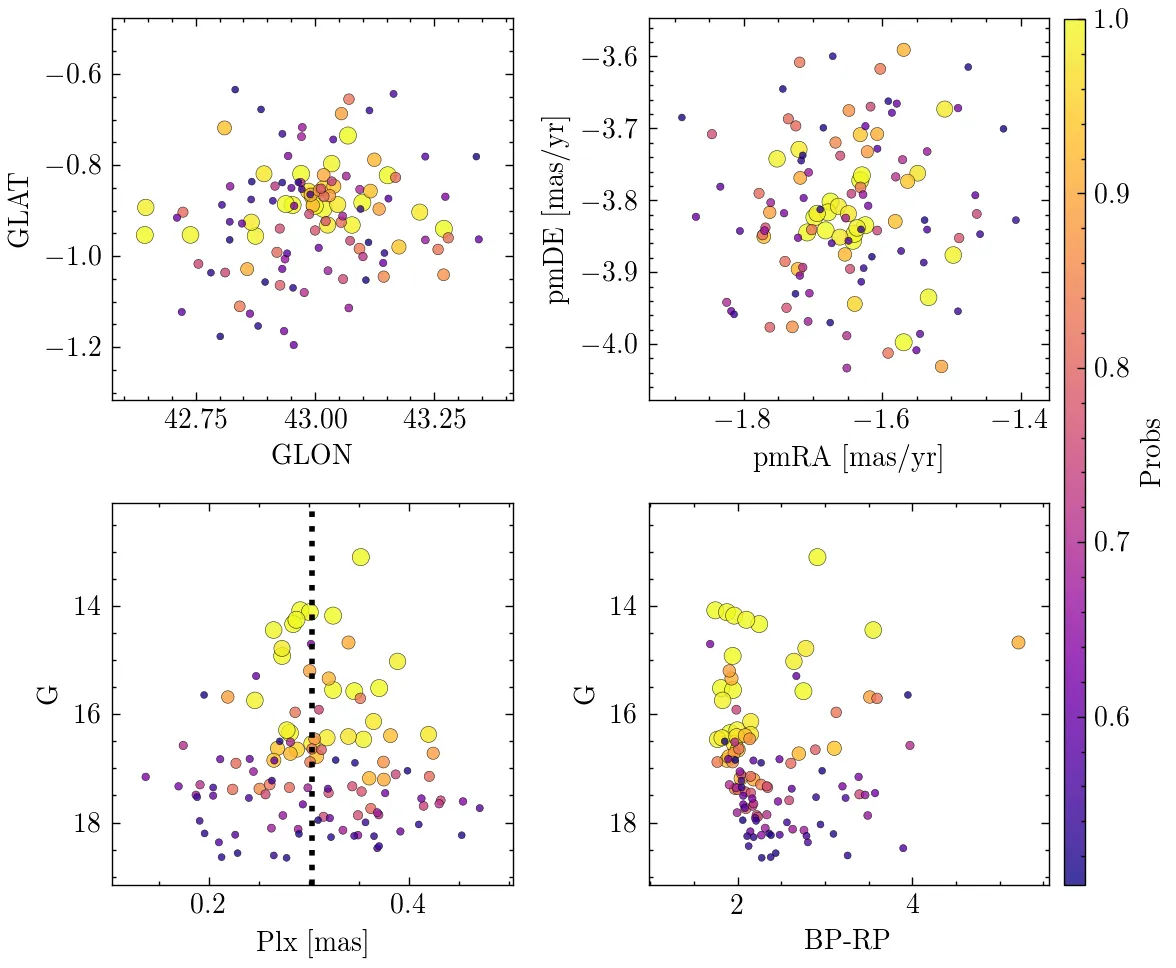 −0.6
−0.8
−1.0
−1.2
GLAT
42.75 43.00 43.25
GLON
−3.6
−3.7
−3.8
−3.9
−4.0
pmDE [mas/yr]
−1.8 −1.6 −1.4
pmRA [mas/yr]
1.0
0.9
0.8
0.7
0.6
Probs
14
16
18
G
0.2 0.4
Plx [mas]
14
16
18
G
2 4
BP-RP